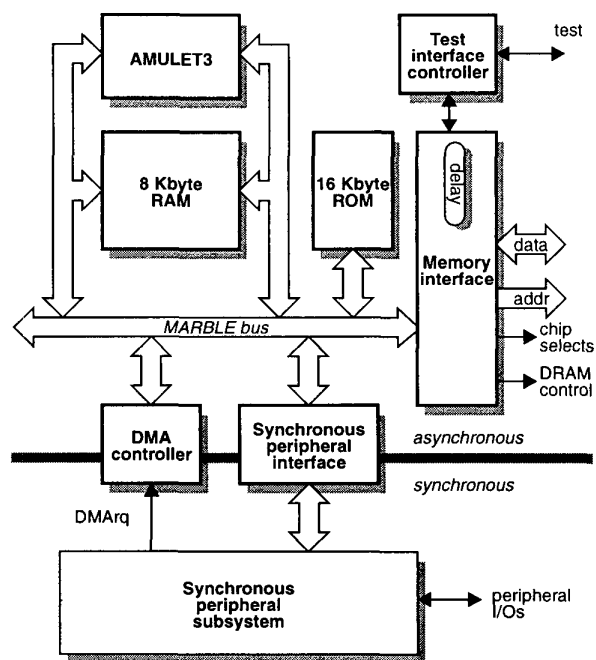 AMULET3
Test
interface
controller
test
8 Kbyte
RAM
16 Kbyte
ROM
delay
Memory
interface
data
addr
chip
selects
DRAM
control
MARBLE bus
DMA
controller
Synchronous
peripheral
interface
asynchronous
synchronous
DMArq
Synchronous
peripheral
subsystem
peripheral
I/Os